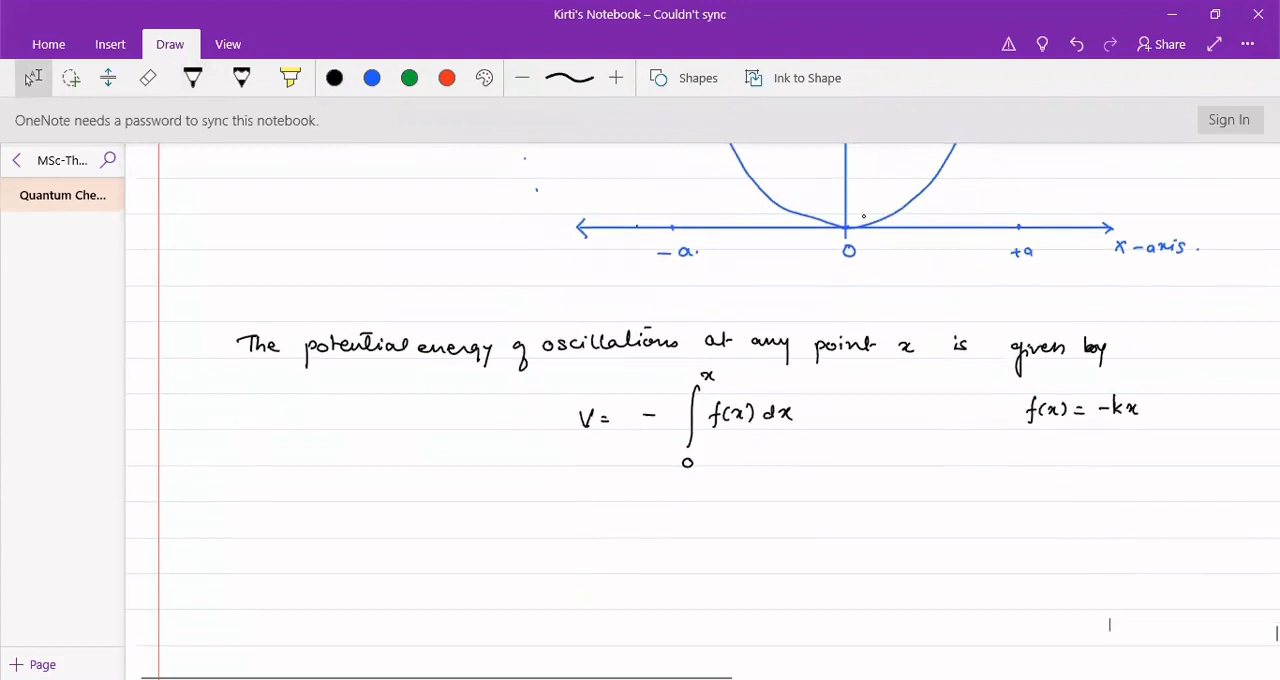 Kirti's Notebook – Couldn't sync
Home Insert Draw View Share
Shapes Ink to Shape
OneNote needs a password to sync this notebook. Sign In
MSc-Th...
Quantum Che...
-a. 0 +a x-axis.
The potential energy of oscillations at any point x is given by
x
V = - ∫ f(x) dx f(x) = -kx
0
+ Page